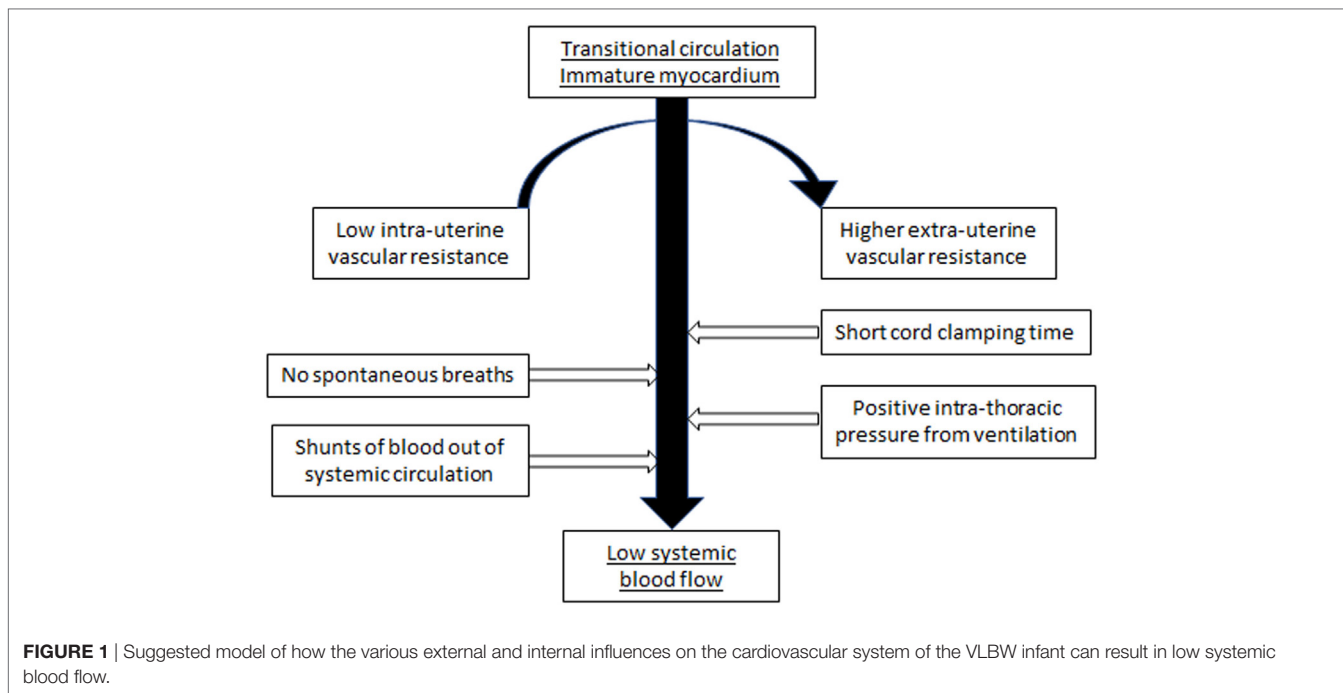 Transitional circulation
Immature myocardium
Low intra-uterine
vascular resistance
Higher extra-uterine
vascular resistance
Short cord clamping time
No spontaneous breaths
Positive intra-thoracic
pressure from ventilation
Shunts of blood out of
systemic circulation
Low systemic
blood flow
FIGURE 1 | Suggested model of how the various external and internal influences on the cardiovascular system of the VLBW infant can result in low systemic
blood flow.